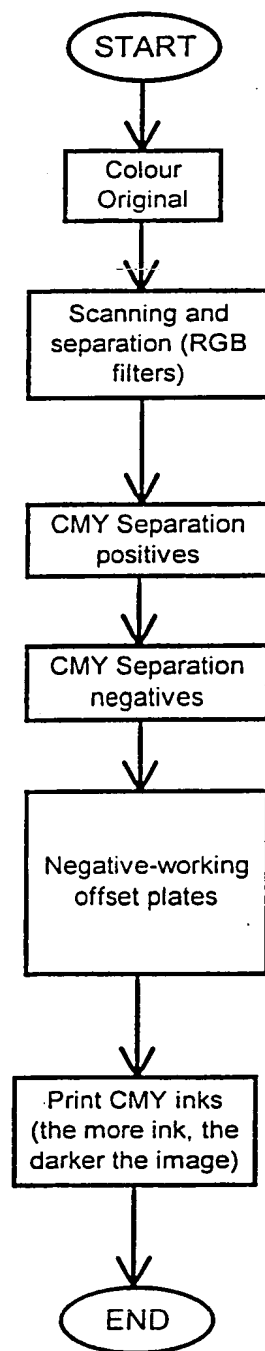 START
Colour
Original
Scanning and
separation (RGB
filters)
CMY Separation
positives
CMY Separation
negatives
Negative-working
offset plates
Print CMY inks
(the more ink, the
darker the image)
END